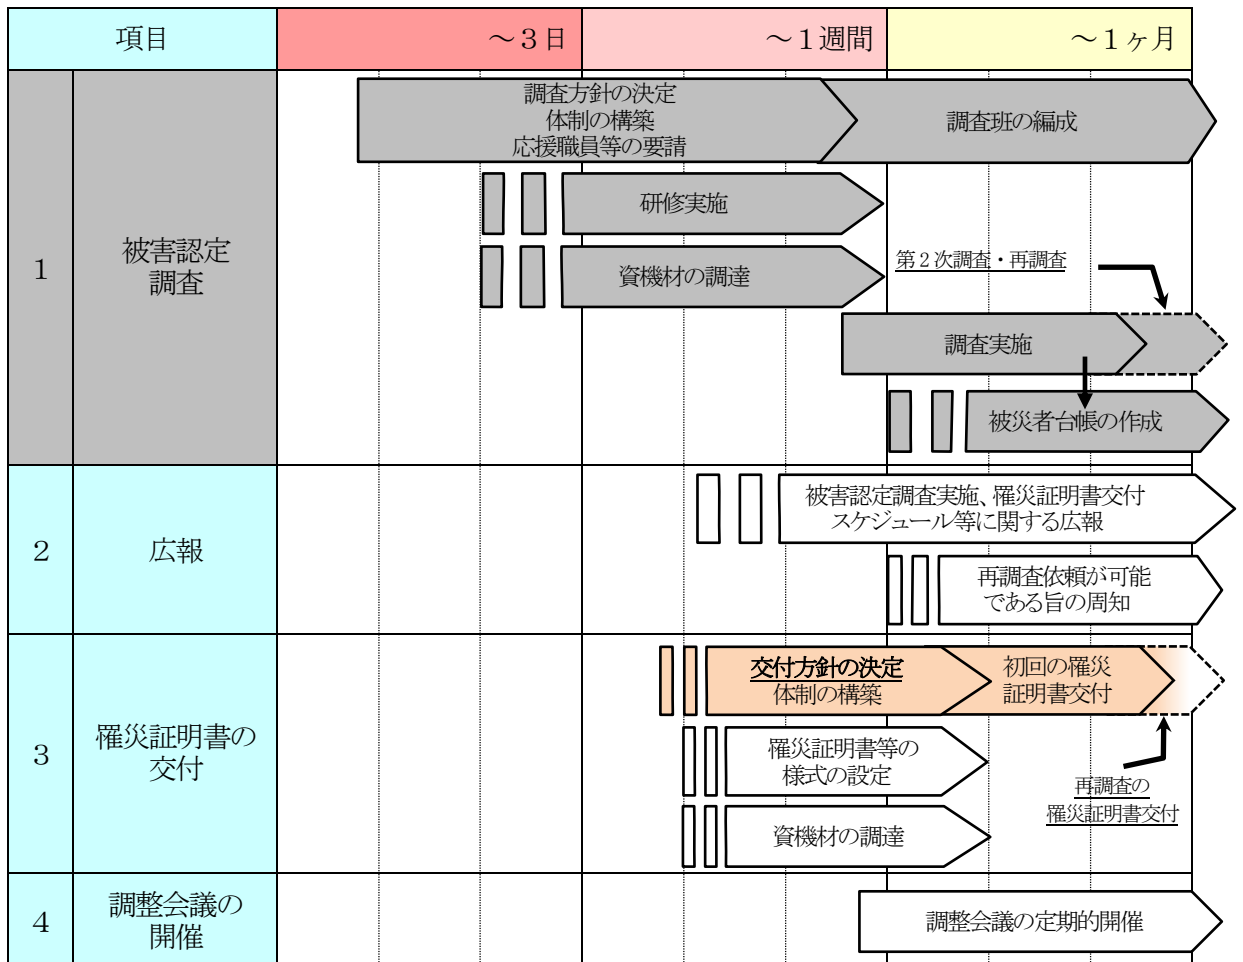 項目
～３日
～１週間
～１ヶ月
1
被害認定
調査
調査方針の決定
体制の構築
応援職員等の要請
調査班の編成
研修実施
資機材の調達
第２次調査・再調査
調査実施
被災者台帳の作成
2
広報
被害認定調査実施、罹災証明書交付
スケジュール等に関する広報
再調査依頼が可能
である旨の周知
3
罹災証明書の
交付
交付方針の決定
体制の構築
初回の罹災
証明書交付
罹災証明書等の
様式の設定
再調査の
罹災証明書交付
資機材の調達
4
調整会議の
開催
調整会議の定期的開催